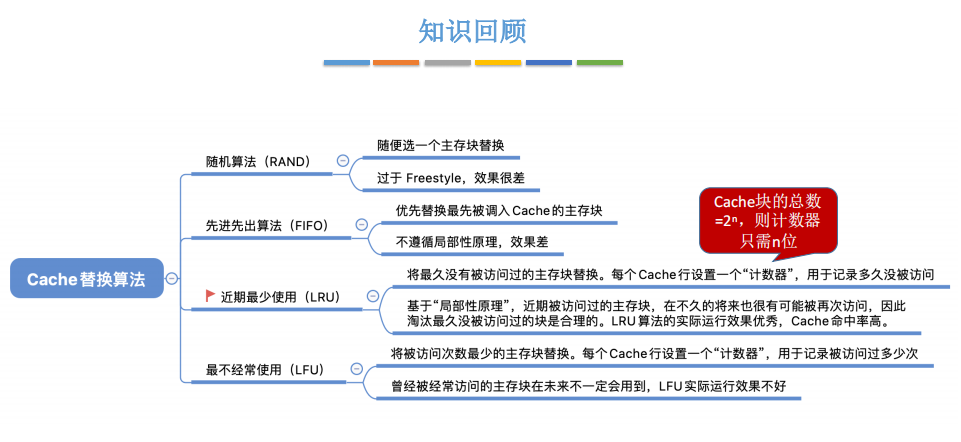 知识回顾
Cache替换算法
随机算法（RAND）
随便选一个主存块替换
过于 Freestyle，效果很差
先进先出算法（FIFO）
优先替换最先被调入Cache的主存块
不遵循局部性原理，效果差
Cache块的总数
=2ⁿ，则计数器
只需n位
近期最少使用（LRU）
将最久没有被访问过的主存块替换。每个Cache行设置一个“计数器”，用于记录多久没被访问
基于“局部性原理”，近期被访问过的主存块，在不久的将来也很有可能被再次访问，因此
淘汰最久没被访问过的块是合理的。LRU算法的实际运行效果优秀，Cache命中率高。
最不经常使用（LFU）
将被访问次数最少的主存块替换。每个Cache行设置一个“计数器”，用于记录被访问过多少次
曾经被经常访问的主存块在未来不一定会用到，LFU实际运行效果不好